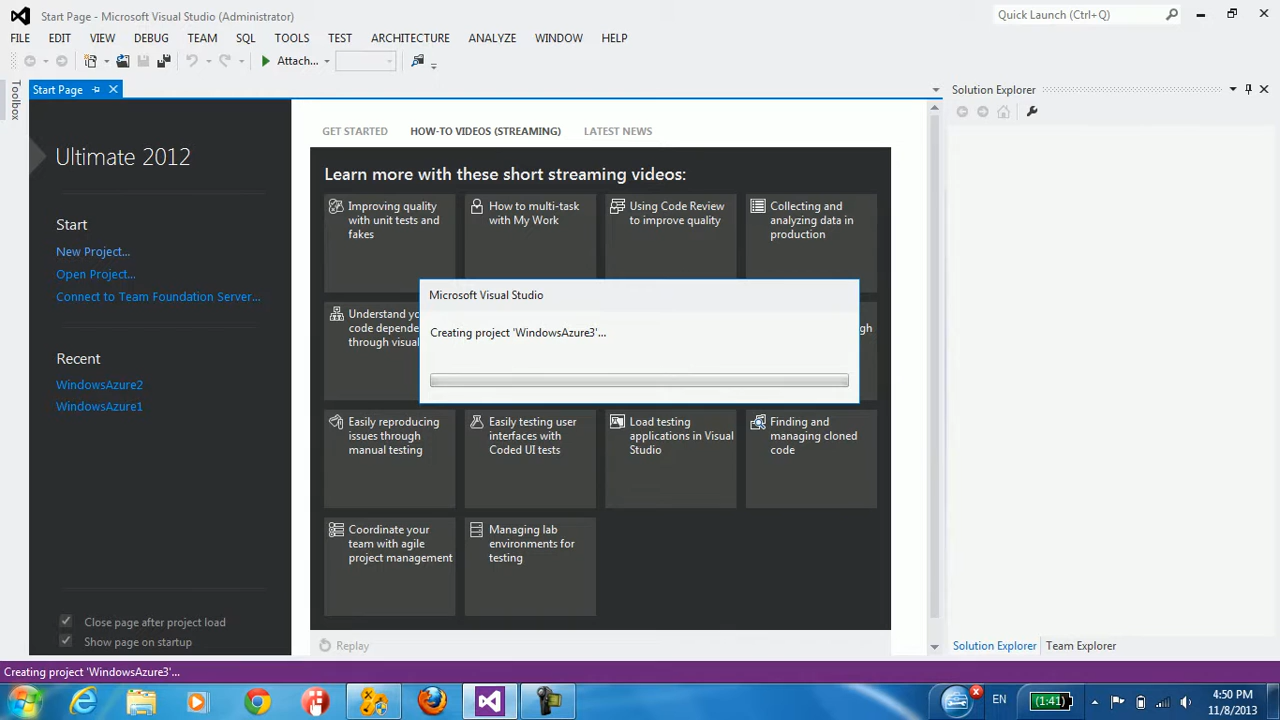 Start Page - Microsoft Visual Studio (Administrator)
Quick Launch (Ctrl+Q)
FILE EDIT VIEW DEBUG TEAM SQL TOOLS TEST ARCHITECTURE ANALYZE WINDOW HELP
Attach...
Toolbox
Start Page
Solution Explorer
Ultimate 2012
Start
New Project...
Open Project...
Connect to Team Foundation Server...
Recent
WindowsAzure2
WindowsAzure1
Close page after project load
Show page on startup
GET STARTED HOW-TO VIDEOS (STREAMING) LATEST NEWS
Learn more with these short streaming videos:
Improving quality
with unit tests and
fakes
How to multi-task
with My Work
Using Code Review
to improve quality
Collecting and
analyzing data in
production
Understand yo
code depende
through visual
gh
Microsoft Visual Studio
Creating project 'WindowsAzure3'...
Easily reproducing
issues through
manual testing
Easily testing user
interfaces with
Coded UI tests
Load testing
applications in Visual
Studio
Finding and
managing cloned
code
Coordinate your
team with agile
project management
Managing lab
environments for
testing
Replay
Solution Explorer Team Explorer
Creating project 'WindowsAzure3'...
EN
(1:41)
4:50 PM
11/8/2013